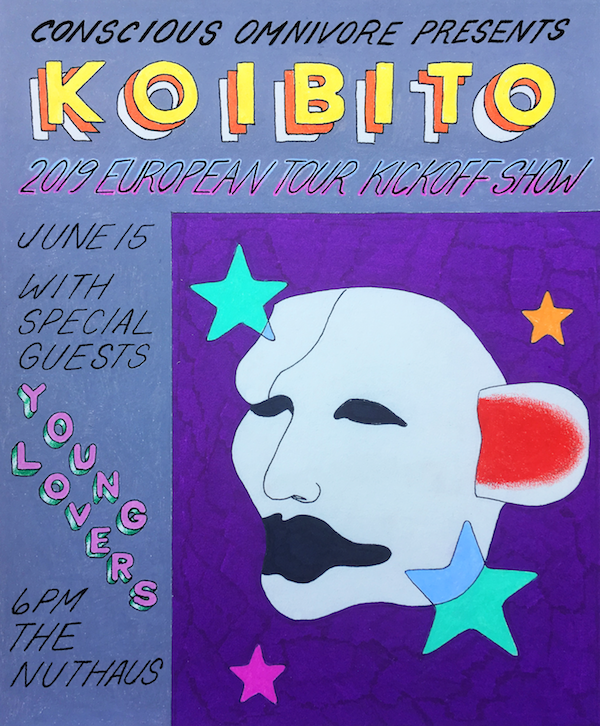 CONSCIOUS OMNIVORE PRESENTS
KOIBITO
2019 EUROPEAN TOUR KICKOFF SHOW
JUNE 15
WITH
SPECIAL
GUESTS
YOUNG
LOVERS
6PM
THE
NUTHAUS